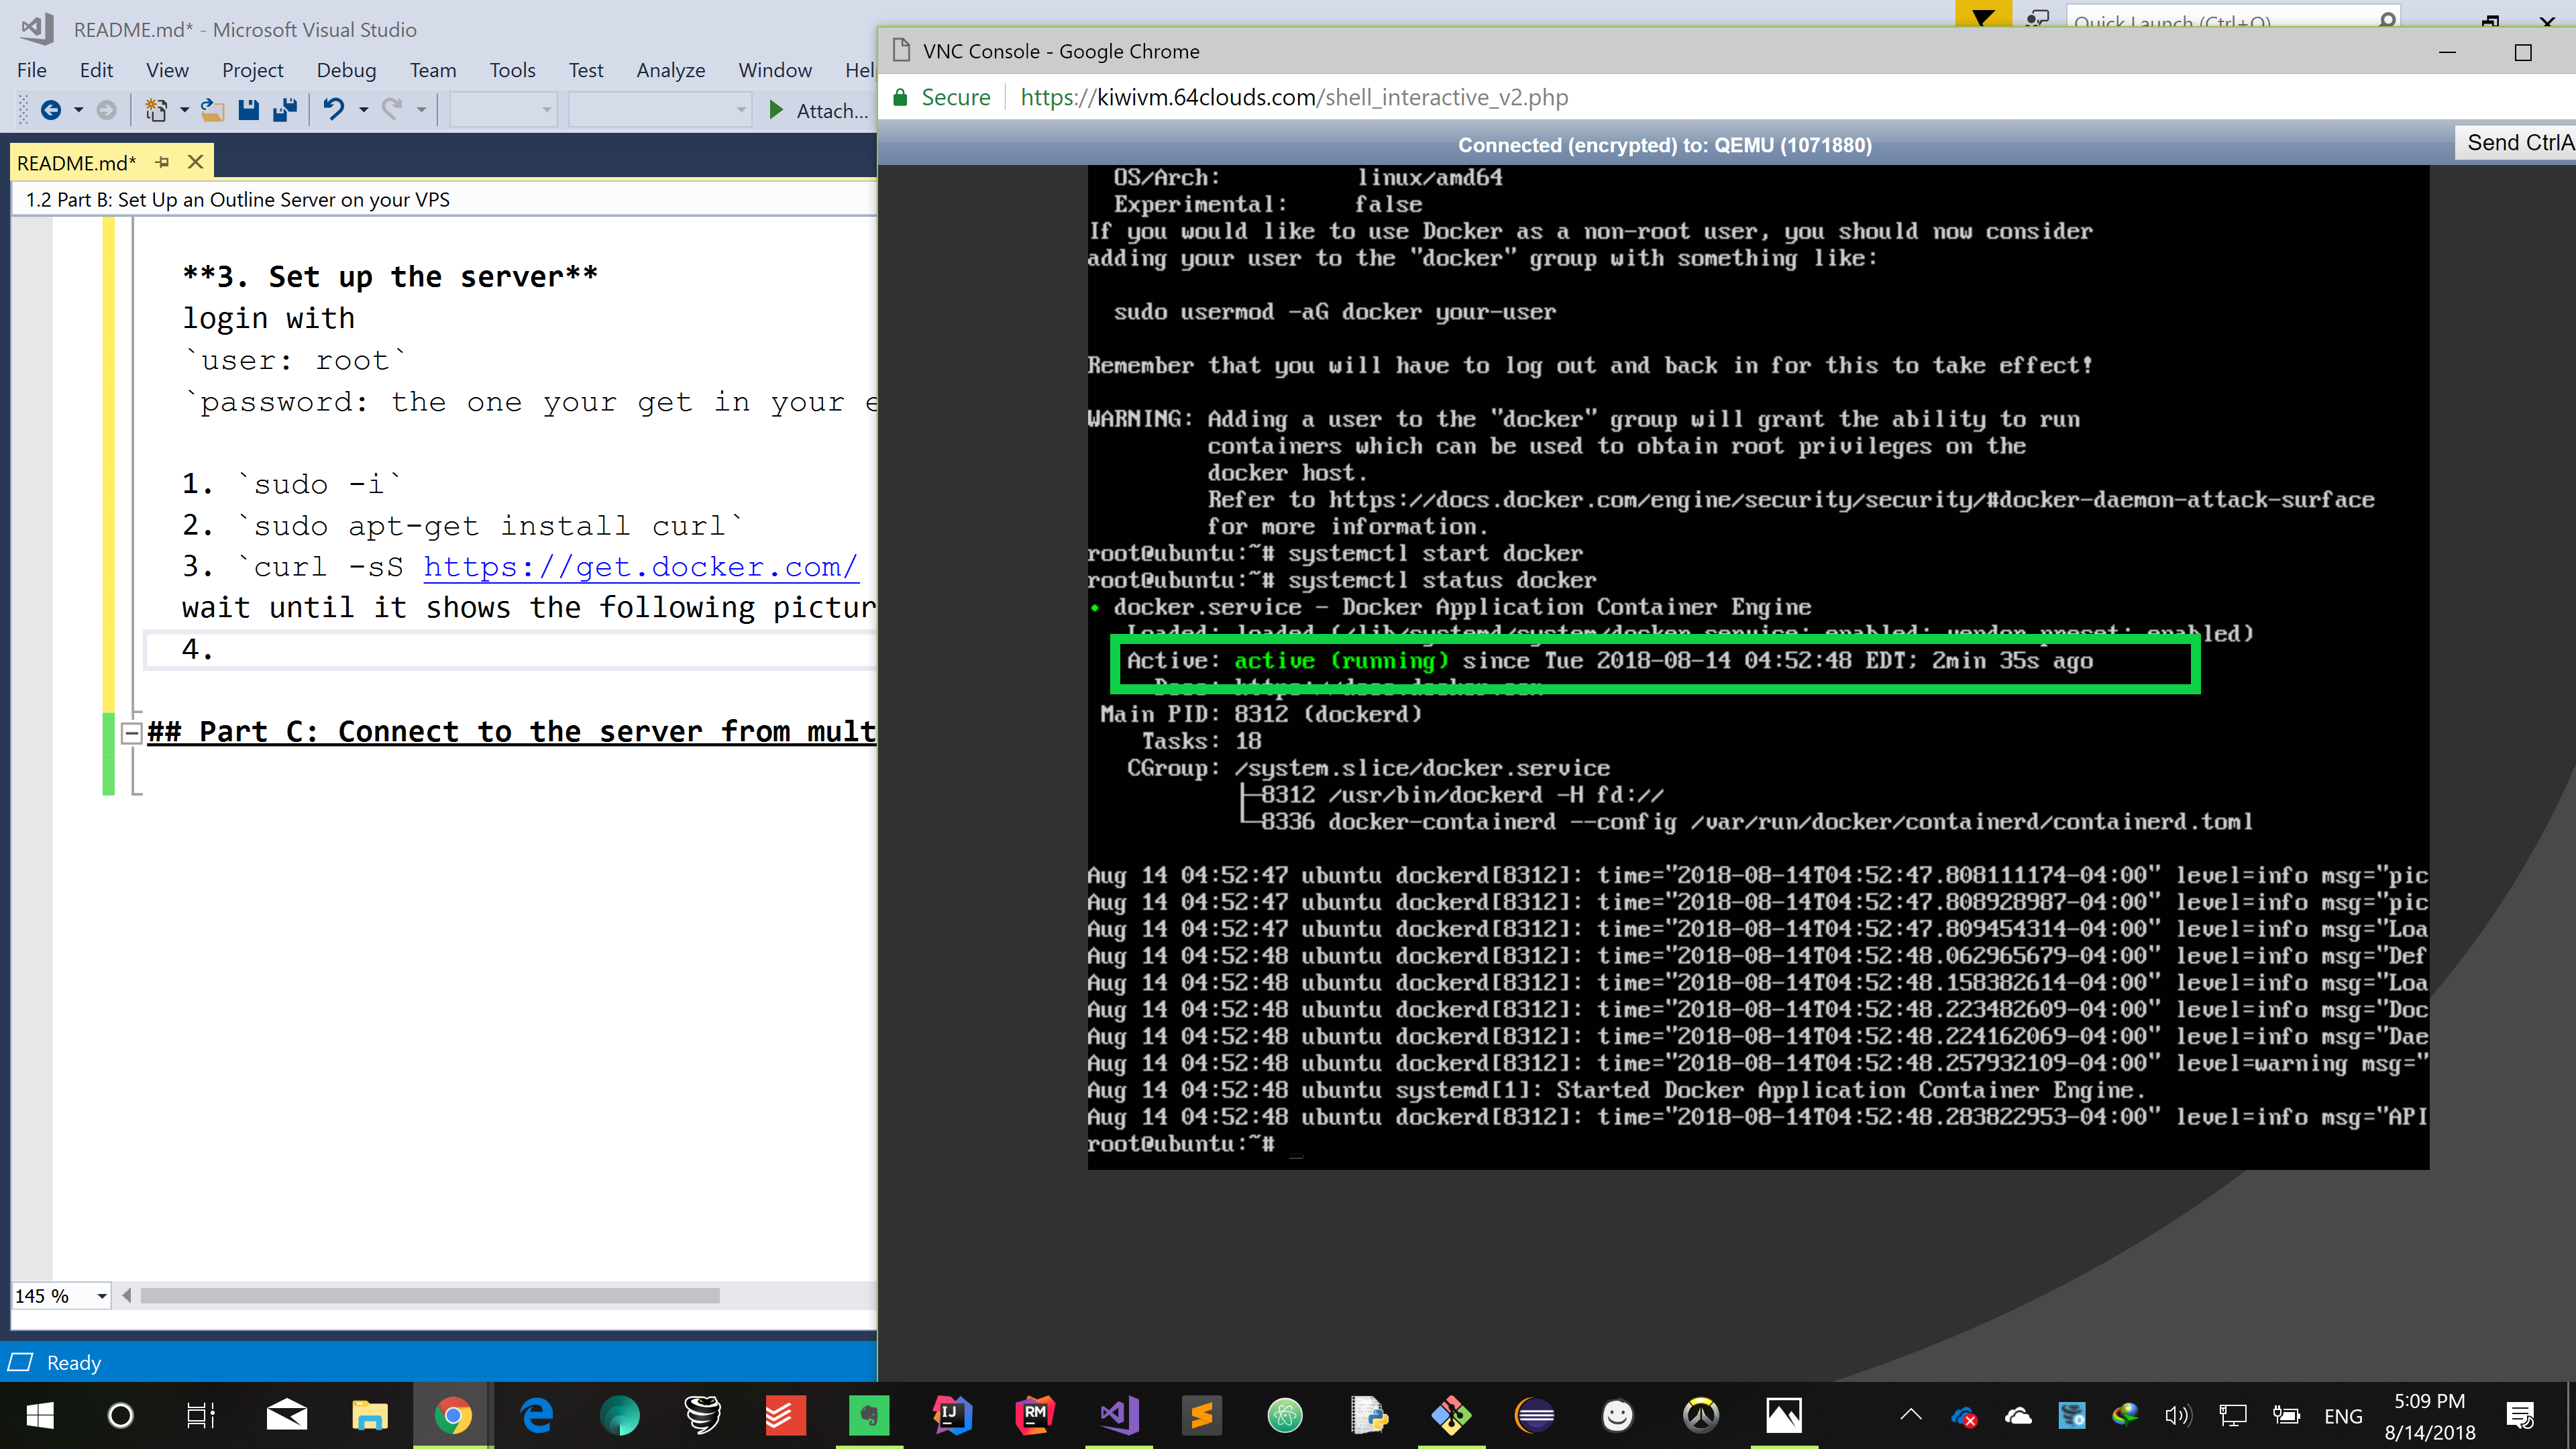 README.md* - Microsoft Visual Studio
Quick Launch (Ctrl+Q)
File Edit View Project Debug Team Tools Test Analyze Window Hel
Attach...
README.md*
1.2 Part B: Set Up an Outline Server on your VPS
**3. Set up the server**
login with
`user: root`
`password: the one your get in your e
1. `sudo -i`
2. `sudo apt-get install curl`
3. `curl -sS https://get.docker.com/
wait until it shows the following pictur
4.
## Part C: Connect to the server from mult
145 %
Ready
VNC Console - Google Chrome
Secure https://kiwivm.64clouds.com/shell_interactive_v2.php
Connected (encrypted) to: QEMU (1071880)
Send CtrlA
OS/Arch: linux/amd64
Experimental: false
If you would like to use Docker as a non-root user, you should now consider
adding your user to the "docker" group with something like:
sudo usermod -aG docker your-user
Remember that you will have to log out and back in for this to take effect!
WARNING: Adding a user to the "docker" group will grant the ability to run
containers which can be used to obtain root privileges on the
docker host.
Refer to https://docs.docker.com/engine/security/security/#docker-daemon-attack-surface
for more information.
root@ubuntu:~# systemctl start docker
root@ubuntu:~# systemctl status docker
• docker.service - Docker Application Container Engine
Loaded: loaded (/lib/systemd/system/docker.service; enabled; vendor preset: enabled)
Active: active (running) since Tue 2018-08-14 04:52:48 EDT; 2min 35s ago
Docs: https://docs.docker.com
Main PID: 8312 (dockerd)
Tasks: 18
CGroup: /system.slice/docker.service
├─8312 /usr/bin/dockerd -H fd://
└─8336 docker-containerd --config /var/run/docker/containerd/containerd.toml
Aug 14 04:52:47 ubuntu dockerd[8312]: time="2018-08-14T04:52:47.808111174-04:00" level=info msg="pic
Aug 14 04:52:47 ubuntu dockerd[8312]: time="2018-08-14T04:52:47.808928987-04:00" level=info msg="pic
Aug 14 04:52:47 ubuntu dockerd[8312]: time="2018-08-14T04:52:47.809454314-04:00" level=info msg="Loa
Aug 14 04:52:48 ubuntu dockerd[8312]: time="2018-08-14T04:52:48.062965679-04:00" level=info msg="Def
Aug 14 04:52:48 ubuntu dockerd[8312]: time="2018-08-14T04:52:48.158382614-04:00" level=info msg="Loa
Aug 14 04:52:48 ubuntu dockerd[8312]: time="2018-08-14T04:52:48.223482609-04:00" level=info msg="Doc
Aug 14 04:52:48 ubuntu dockerd[8312]: time="2018-08-14T04:52:48.224162069-04:00" level=info msg="Dae
Aug 14 04:52:48 ubuntu dockerd[8312]: time="2018-08-14T04:52:48.257932109-04:00" level=warning msg="
Aug 14 04:52:48 ubuntu systemd[1]: Started Docker Application Container Engine.
Aug 14 04:52:48 ubuntu dockerd[8312]: time="2018-08-14T04:52:48.283822953-04:00" level=info msg="API
root@ubuntu:~# _
IJ
RM
ENG
5:09 PM
8/14/2018